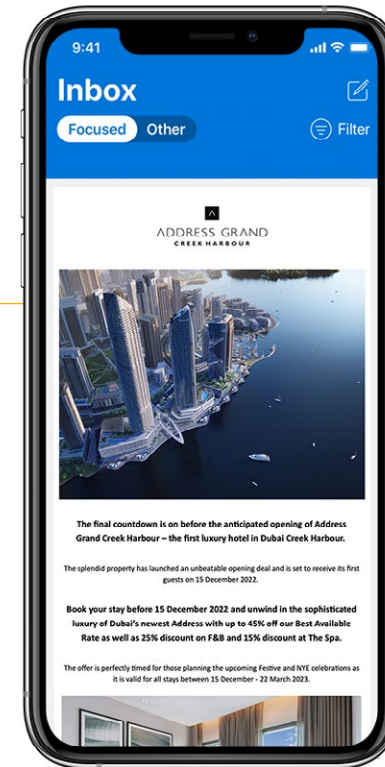 9:41
Inbox
Focused Other
Filter
ADDRESS GRAND
CREEK HARBOUR
The final countdown is on before the anticipated opening of Address
Grand Creek Harbour – the first luxury hotel in Dubai Creek Harbour.
The splendid property has launched an unbeatable opening deal and is set to receive its first
guests on 15 December 2022.
Book your stay before 15 December 2022 and unwind in the sophisticated
luxury of Dubai's newest Address with up to 45% off our Best Available
Rate as well as 25% discount on F&B and 15% discount at The Spa.
The offer is perfectly timed for those planning the upcoming Festive and NYE celebrations as
it is valid for all stays between 15 December - 22 March 2023.